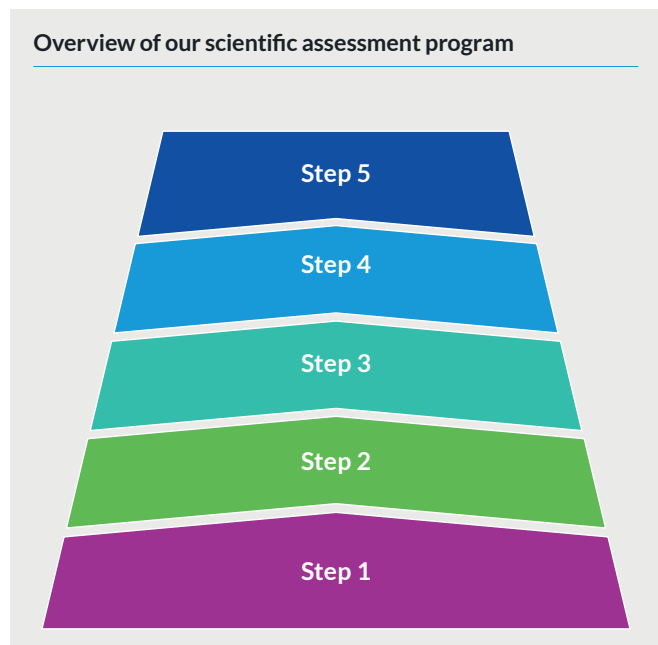 Overview of our scientific assessment program
Step 5
Step 4
Step 3
Step 2
Step 1